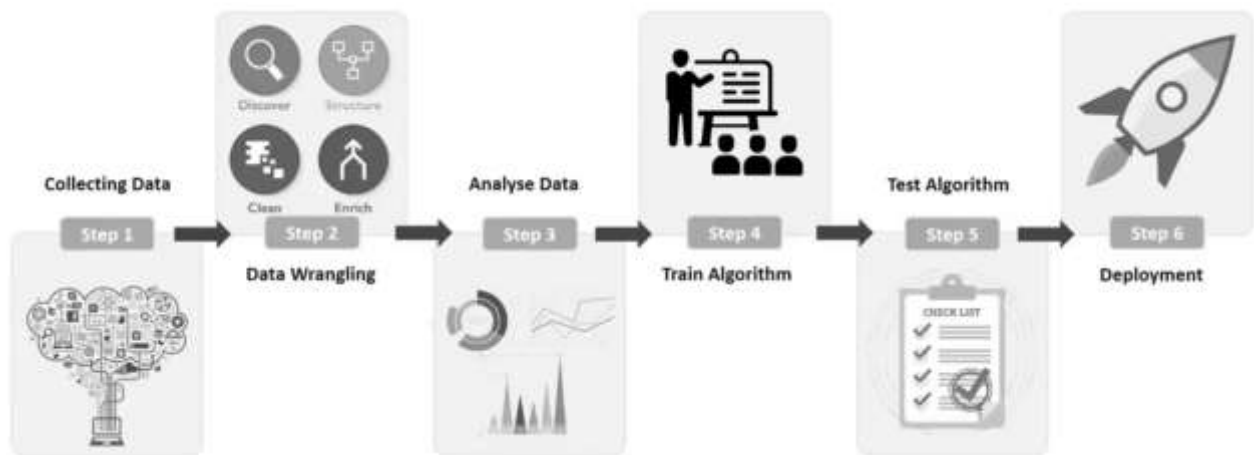 Discover
Structure
Clean
Enrich
Collecting Data
Step 1
Step 2
Data Wrangling
Analyse Data
Step 3
Step 4
Train Algorithm
Test Algorithm
Step 5
CHECK LIST
Step 6
Deployment